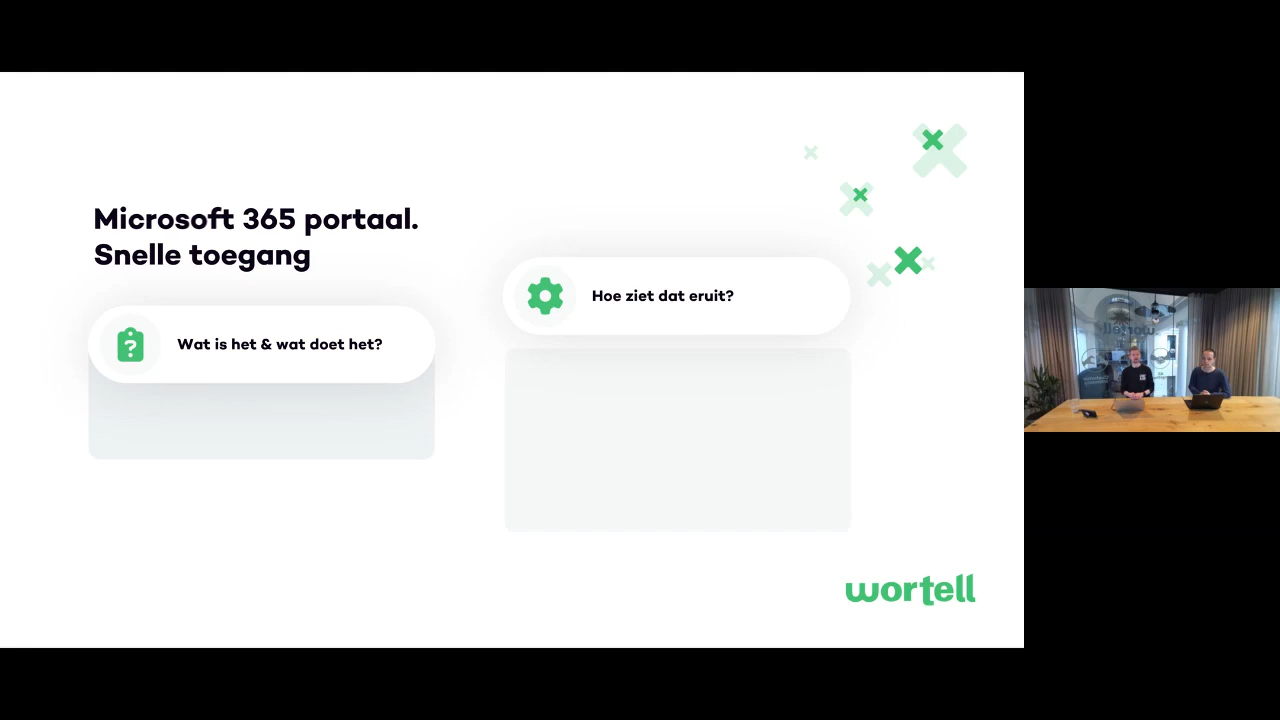 Microsoft 365 portaal.
Snelle toegang
Wat is het & wat doet het?
Hoe ziet dat eruit?
wortell